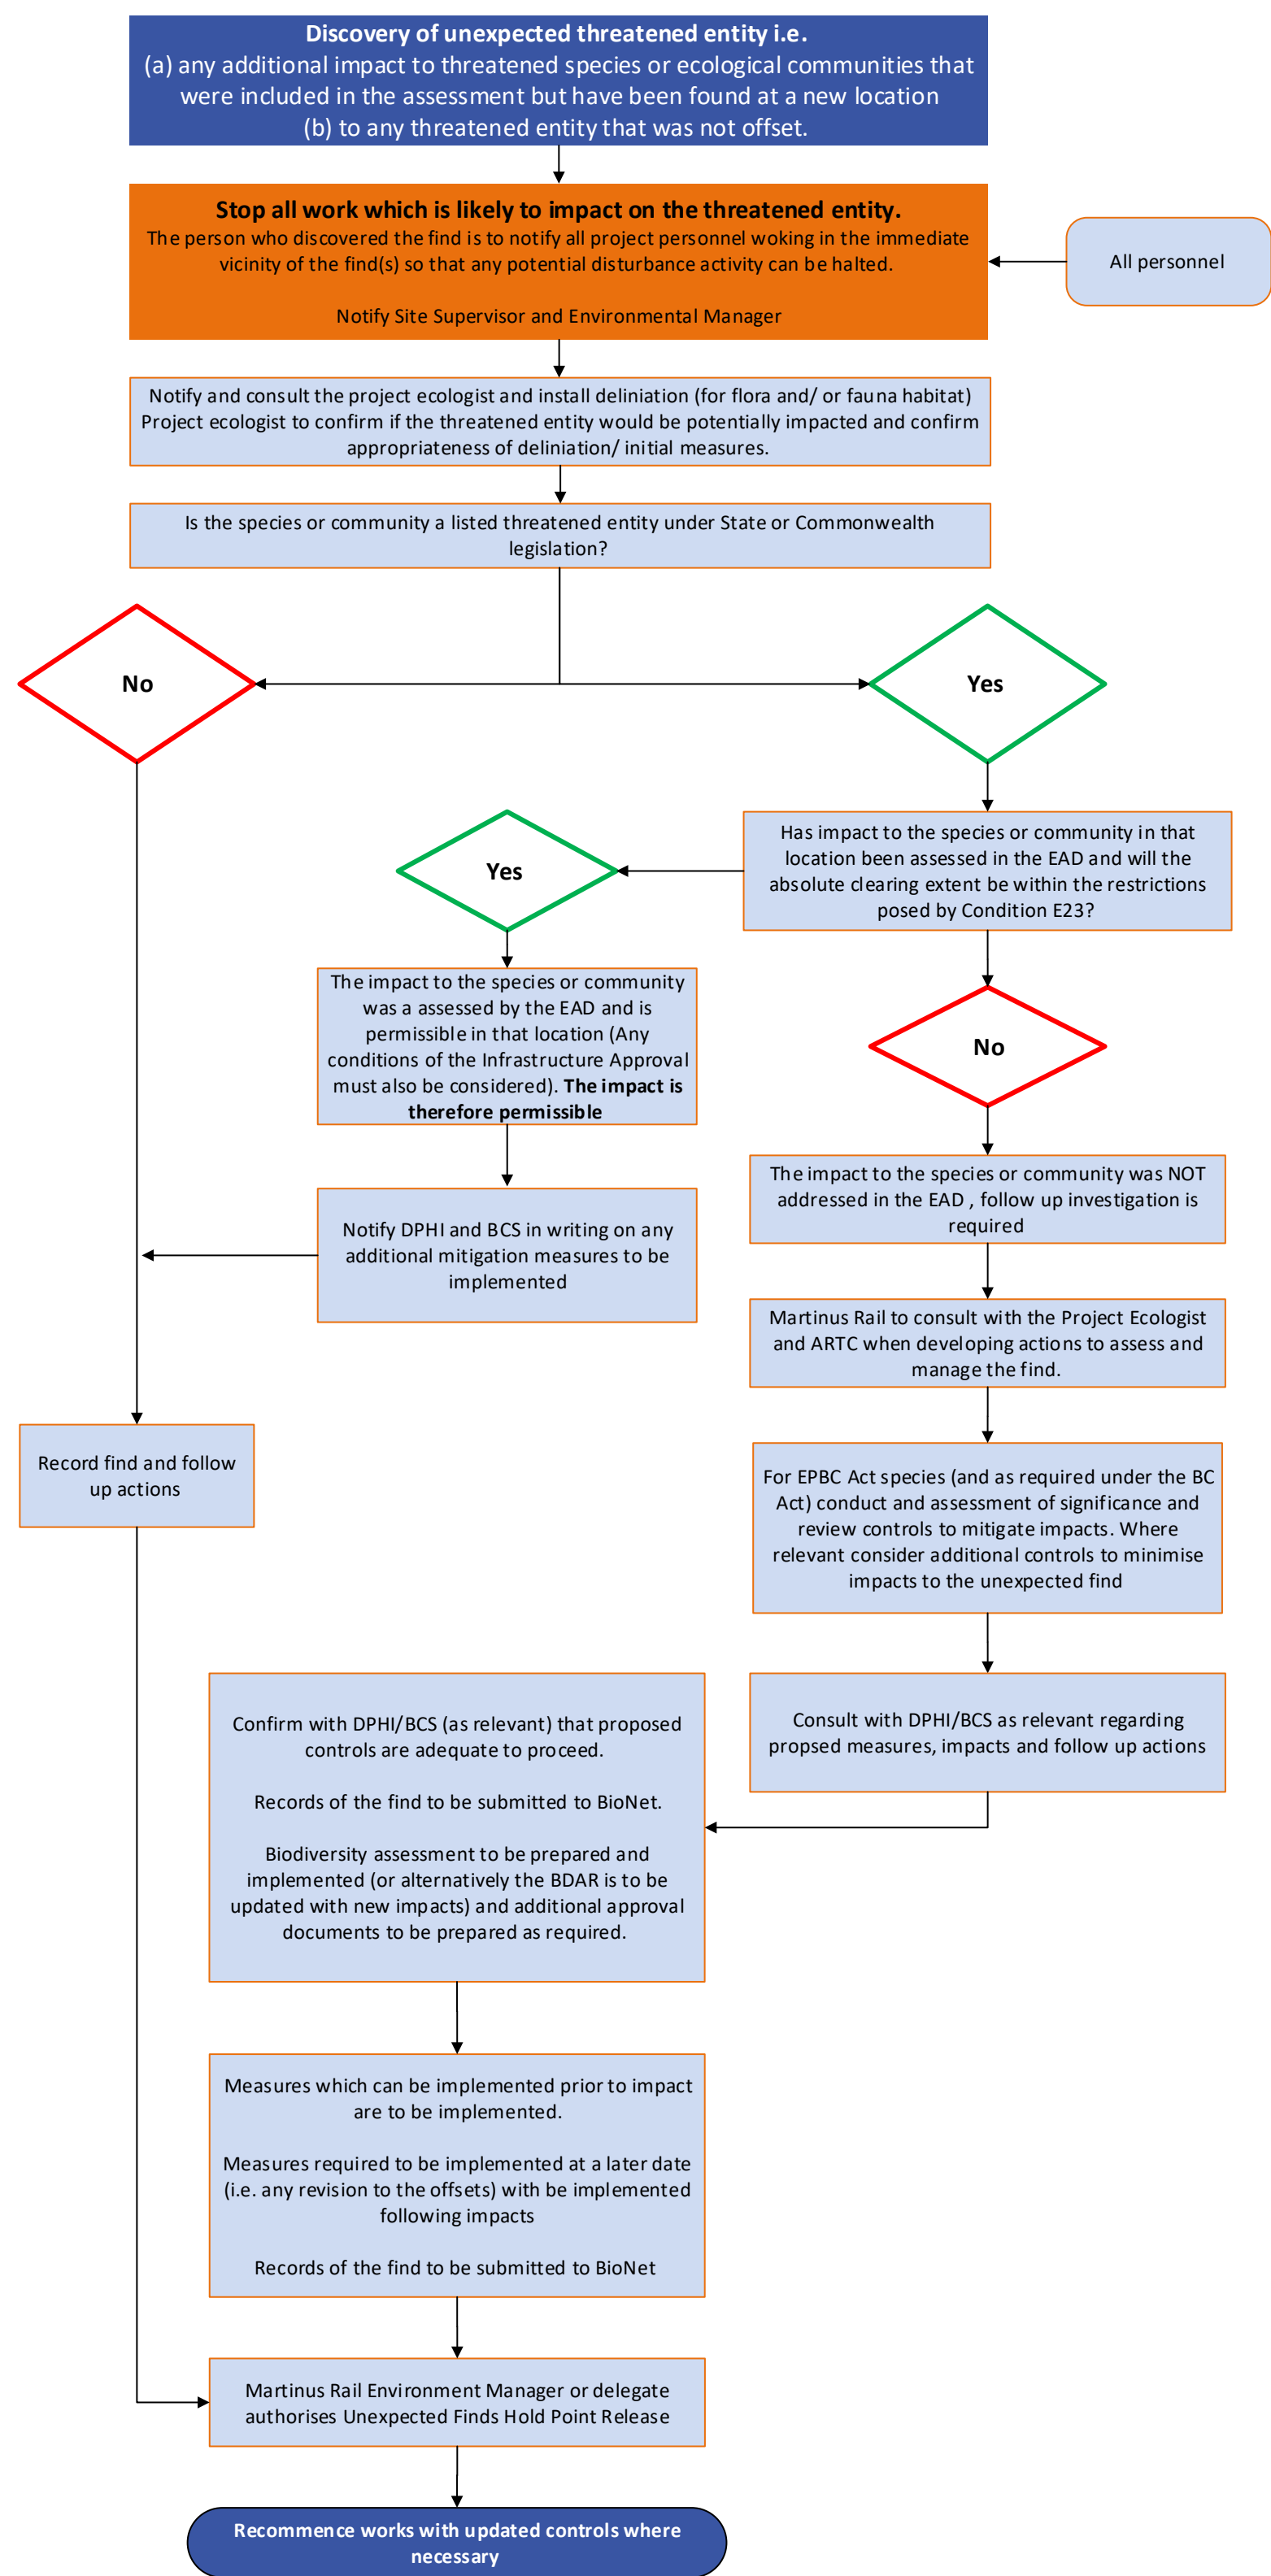 Discovery of unexpected threatened entity i.e.
(a) any additional impact to threatened species or ecological communities that
were included in the assessment but have been found at a new location
(b) to any threatened entity that was not offset.
Stop all work which is likely to impact on the threatened entity.
The person who discovered the find is to notify all project personnel woking in the immediate
vicinity of the find(s) so that any potential disturbance activity can be halted.
Notify Site Supervisor and Environmental Manager
All personnel
Notify and consult the project ecologist and install deliniation (for flora and/ or fauna habitat)
Project ecologist to confirm if the threatened entity would be potentially impacted and confirm
appropriateness of deliniation/ initial measures.
Is the species or community a listed threatened entity under State or Commonwealth
legislation?
No
Yes
Has impact to the species or community in that
location been assessed in the EAD and will the
absolute clearing extent be within the restrictions
posed by Condition E23?
Yes
The impact to the species or community
was a assessed by the EAD and is
permissible in that location (Any
conditions of the Infrastructure Approval
must also be considered). The impact is
therefore permissible
No
The impact to the species or community was NOT
addressed in the EAD , follow up investigation is
required
Notify DPHI and BCS in writing on any
additional mitigation measures to be
implemented
Martinus Rail to consult with the Project Ecologist
and ARTC when developing actions to assess and
manage the find.
Record find and follow
up actions
For EPBC Act species (and as required under the BC
Act) conduct and assessment of significance and
review controls to mitigate impacts. Where
relevant consider additional controls to minimise
impacts to the unexpected find
Consult with DPHI/BCS as relevant regarding
propsed measures, impacts and follow up actions
Confirm with DPHI/BCS (as relevant) that proposed
controls are adequate to proceed.
Records of the find to be submitted to BioNet.
Biodiversity assessment to be prepared and
implemented (or alternatively the BDAR is to be
updated with new impacts) and additional approval
documents to be prepared as required.
Measures which can be implemented prior to impact
are to be implemented.
Measures required to be implemented at a later date
(i.e. any revision to the offsets) with be implemented
following impacts
Records of the find to be submitted to BioNet
Martinus Rail Environment Manager or delegate
authorises Unexpected Finds Hold Point Release
Recommence works with updated controls where
necessary